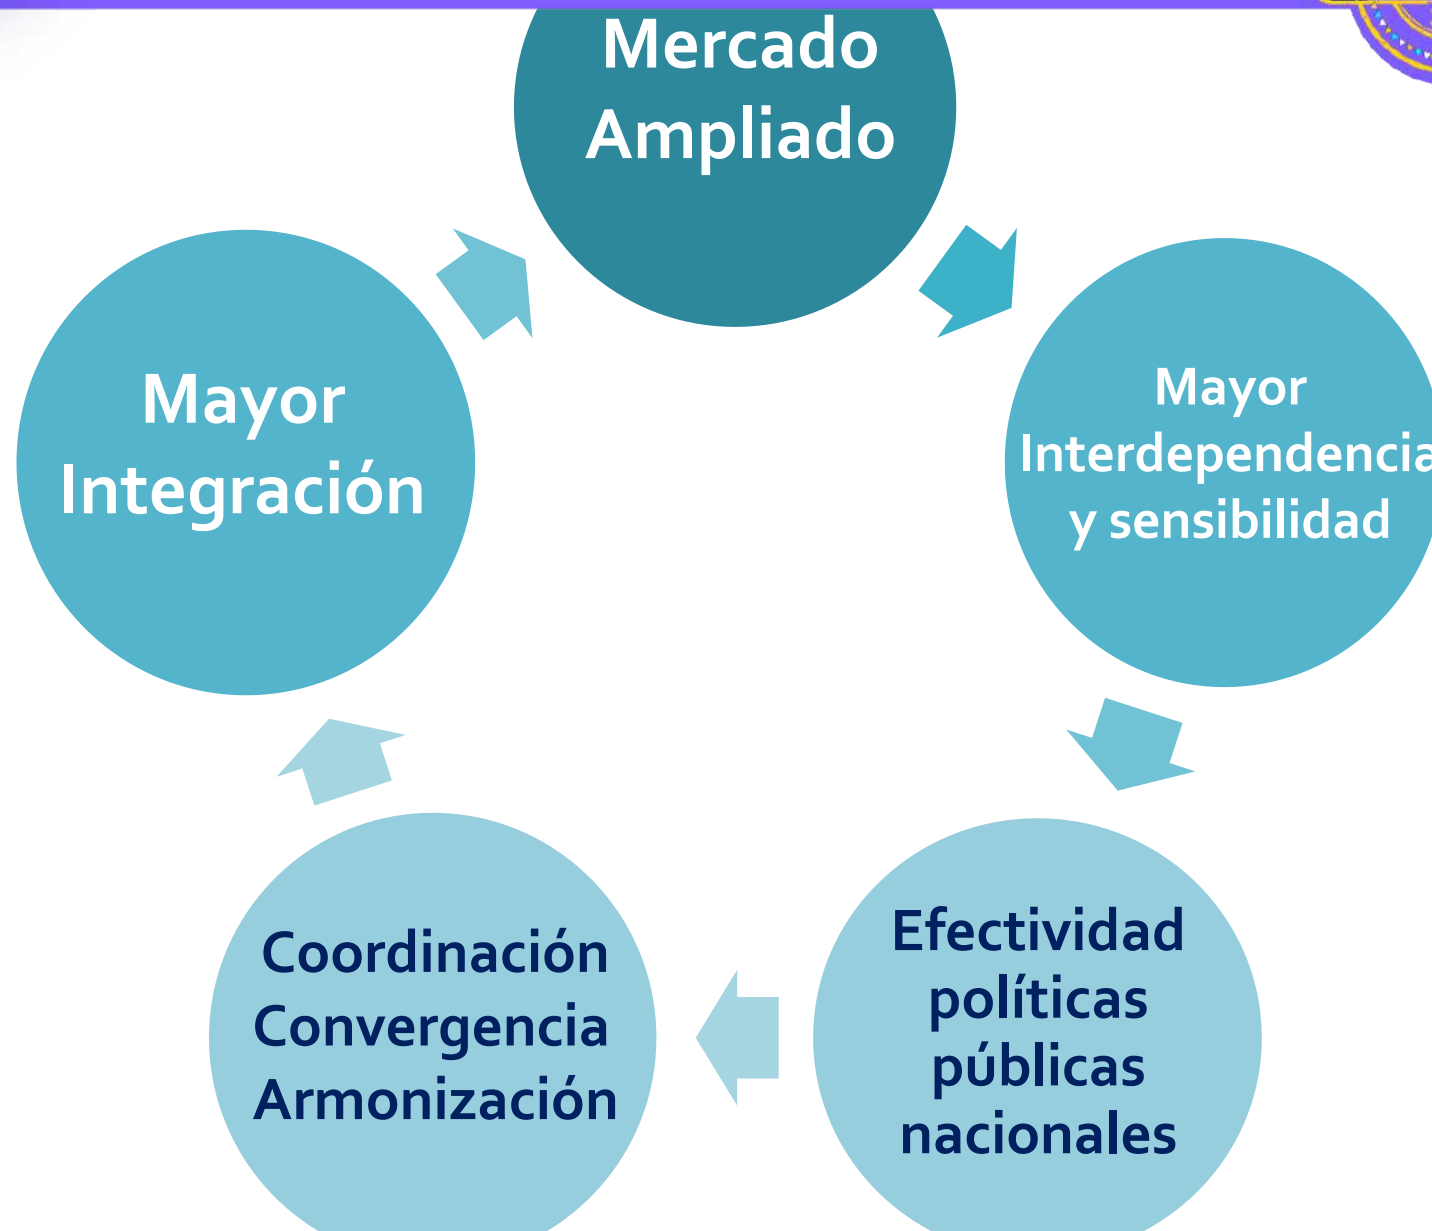 Mercado
Ampliado
Mayor
Interdependencia
y sensibilidad
Efectividad
políticas
públicas
nacionales
Coordinación
Convergencia
Armonización
Mayor
Integración